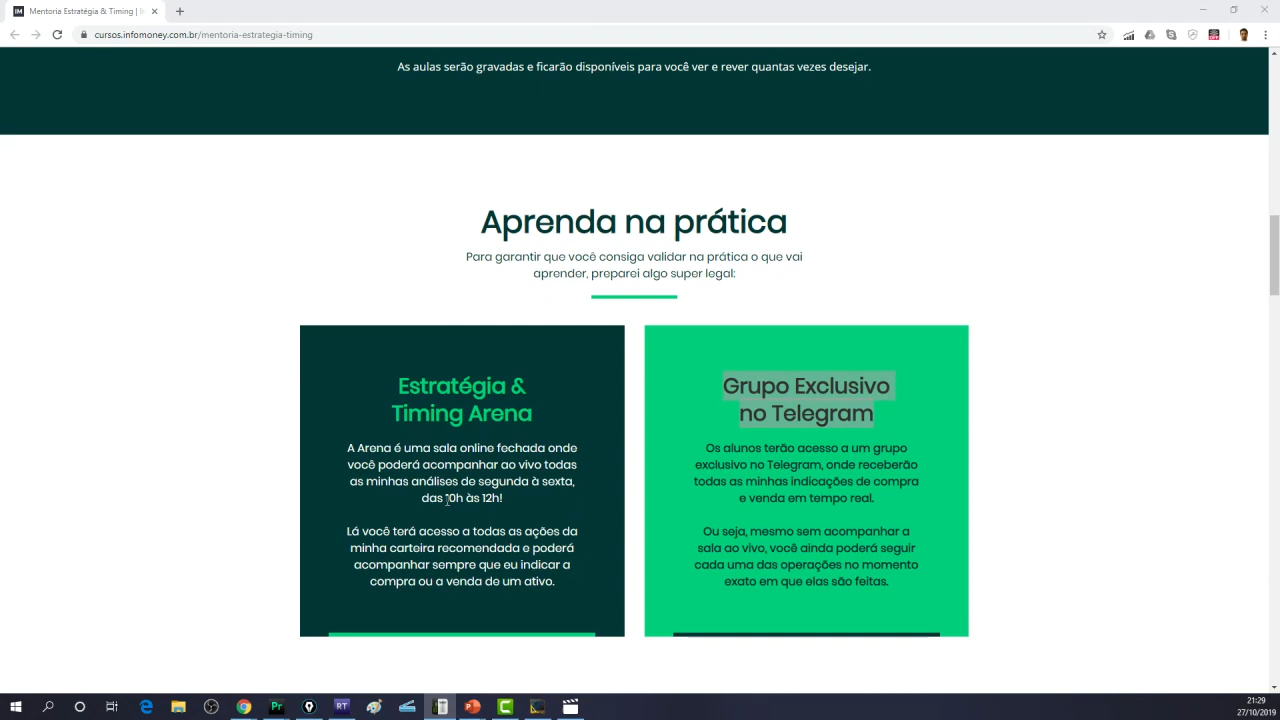 Mentoria Estratégia & Timing | I
cursos.infomoney.com.br/mentoria-estrategia-timing
As aulas serão gravadas e ficarão disponíveis para você ver e rever quantas vezes desejar.
Aprenda na prática
Para garantir que você consiga validar na prática o que vai
aprender, preparei algo super legal:
Estratégia &
Timing Arena
A Arena é uma sala online fechada onde
você poderá acompanhar ao vivo todas
as minhas análises de segunda à sexta,
das 10h às 12h!
Lá você terá acesso a todas as ações da
minha carteira recomendada e poderá
acompanhar sempre que eu indicar a
compra ou a venda de um ativo.
Grupo Exclusivo
no Telegram
Os alunos terão acesso a um grupo
exclusivo no Telegram, onde receberão
todas as minhas indicações de compra
e venda em tempo real.
Ou seja, mesmo sem acompanhar a
sala ao vivo, você ainda poderá seguir
cada uma das operações no momento
exato em que elas são feitas.
21:29
27/10/2019